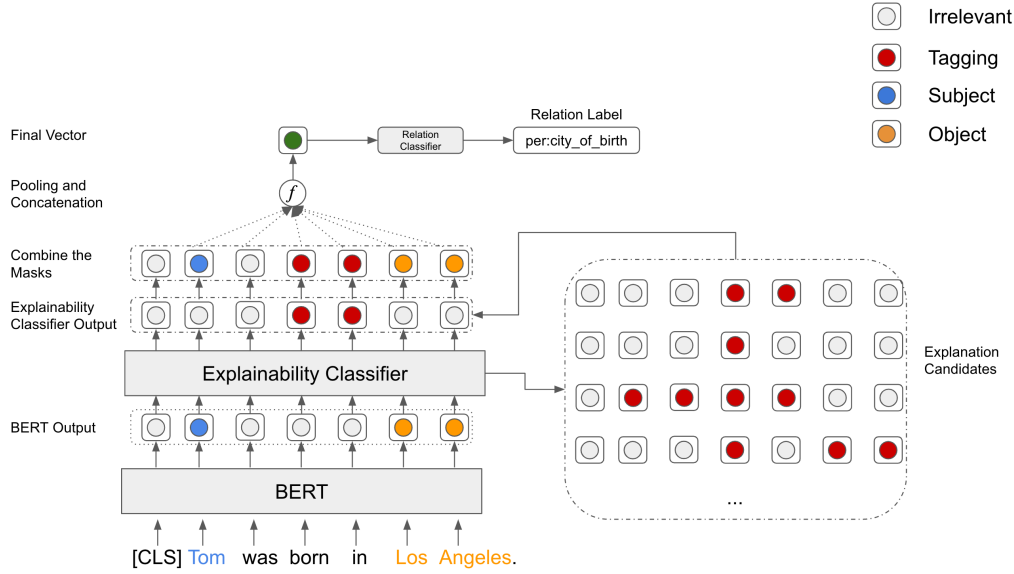 Irrelevant
Tagging
Subject
Object
Relation Label
Final Vector
Relation
Classifier
per:city_of_birth
Pooling and
Concatenation
f
Combine the
Masks
Explainability
Classifier Output
Explainability Classifier
Explanation
Candidates
BERT Output
BERT
...
[CLS] Tom was born in Los Angeles.